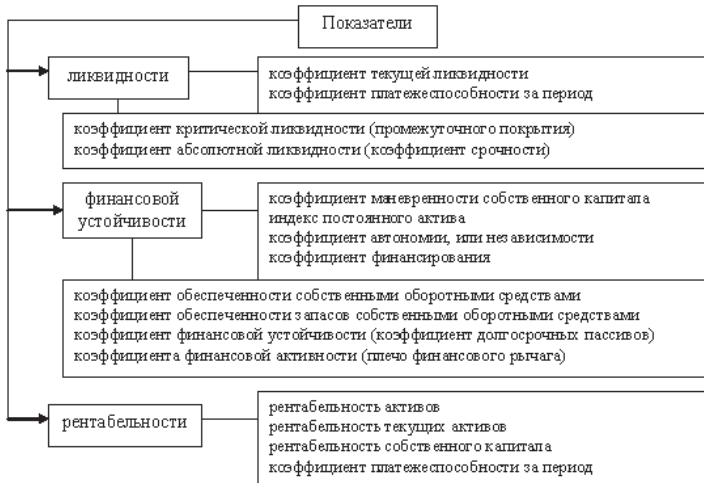 Показатели
ликвидности
коэффициент текущей ликвидности
коэффициент платежеспособности за период
коэффициент критической ликвидности (промежуточного покрытия)
коэффициент абсолютной ликвидности (коэффициент срочности)
финансовой
устойчивости
коэффициент маневренности собственного капитала
индекс постоянного актива
коэффициент автономии, или независимости
коэффициент финансирования
коэффициент обеспеченности собственными оборотными средствами
коэффициент обеспеченности запасов собственными оборотными средствами
коэффициент финансовой устойчивости (коэффициент долгосрочных пассивов)
коэффициента финансовой активности (плечо финансового рычага)
рентабельности
рентабельность активов
рентабельность текущих активов
рентабельность собственного капитала
коэффициент платежеспособности за период